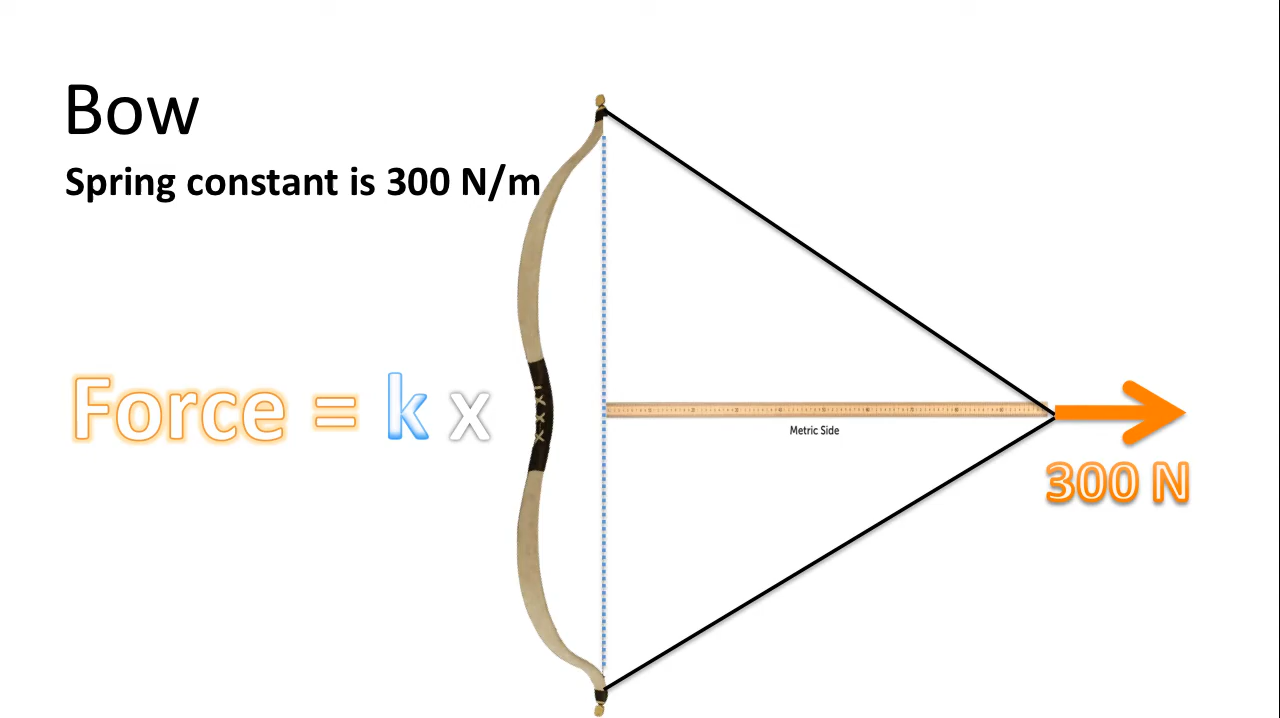 Bow
Spring constant is 300 N/m
Force = k x
Metric Side
300 N